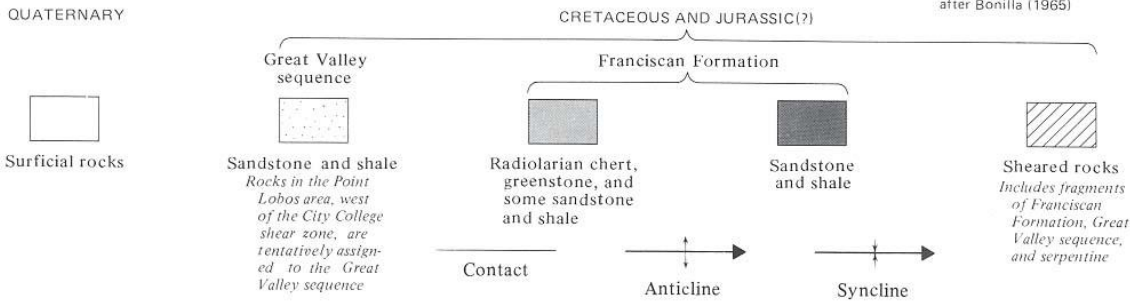 QUATERNARY
after Bonilla (1965)
CRETACEOUS AND JURASSIC(?)
Great Valley
sequence
Franciscan Formation
Surficial rocks
Sandstone and shale
Rocks in the Point
Lobos area, west
of the City College
shear zone, are
tentatively assign-
ed to the Great
Valley sequence
Radiolarian chert,
greenstone, and
some sandstone
and shale
Sandstone
and shale
Sheared rocks
Includes fragments
of Franciscan
Formation, Great
Valley sequence,
and serpentine
Contact
Anticline
Syncline